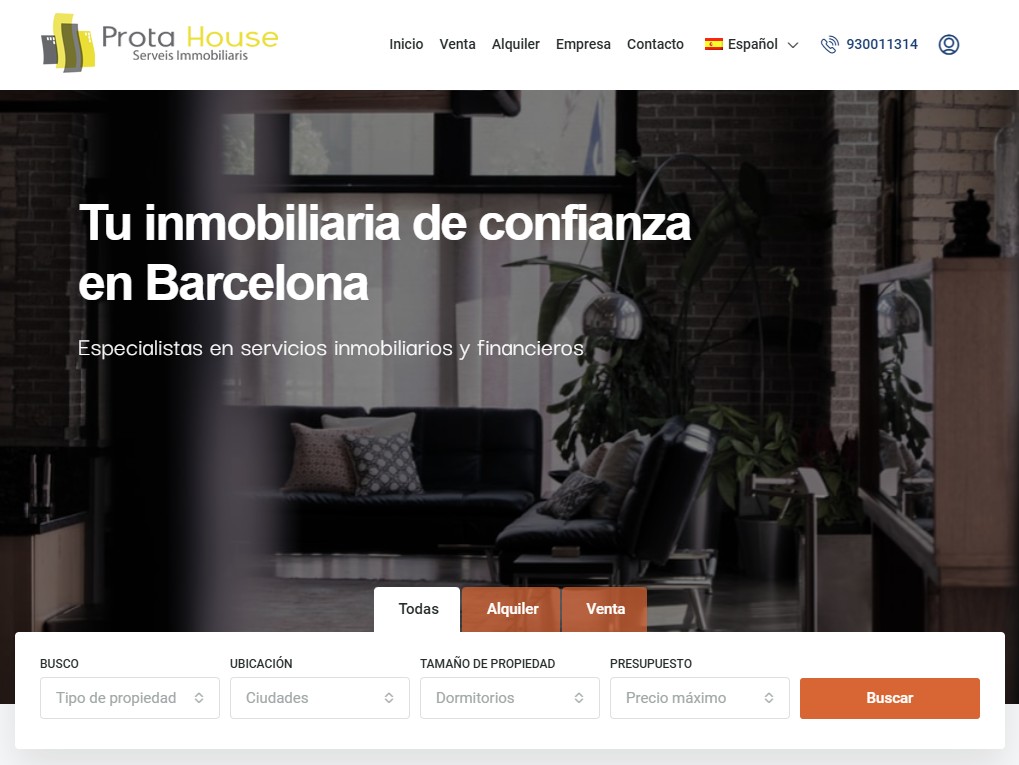 Prota House
Serveis Immobiliaris
Inicio Venta Alquiler Empresa Contacto Español 930011314
Tu inmobiliaria de confianza
en Barcelona
Especialistas en servicios inmobiliarios y financieros
Todas Alquiler Venta
BUSCO UBICACIÓN TAMAÑO DE PROPIEDAD PRESUPUESTO
Tipo de propiedad Ciudades Dormitorios Precio máximo Buscar